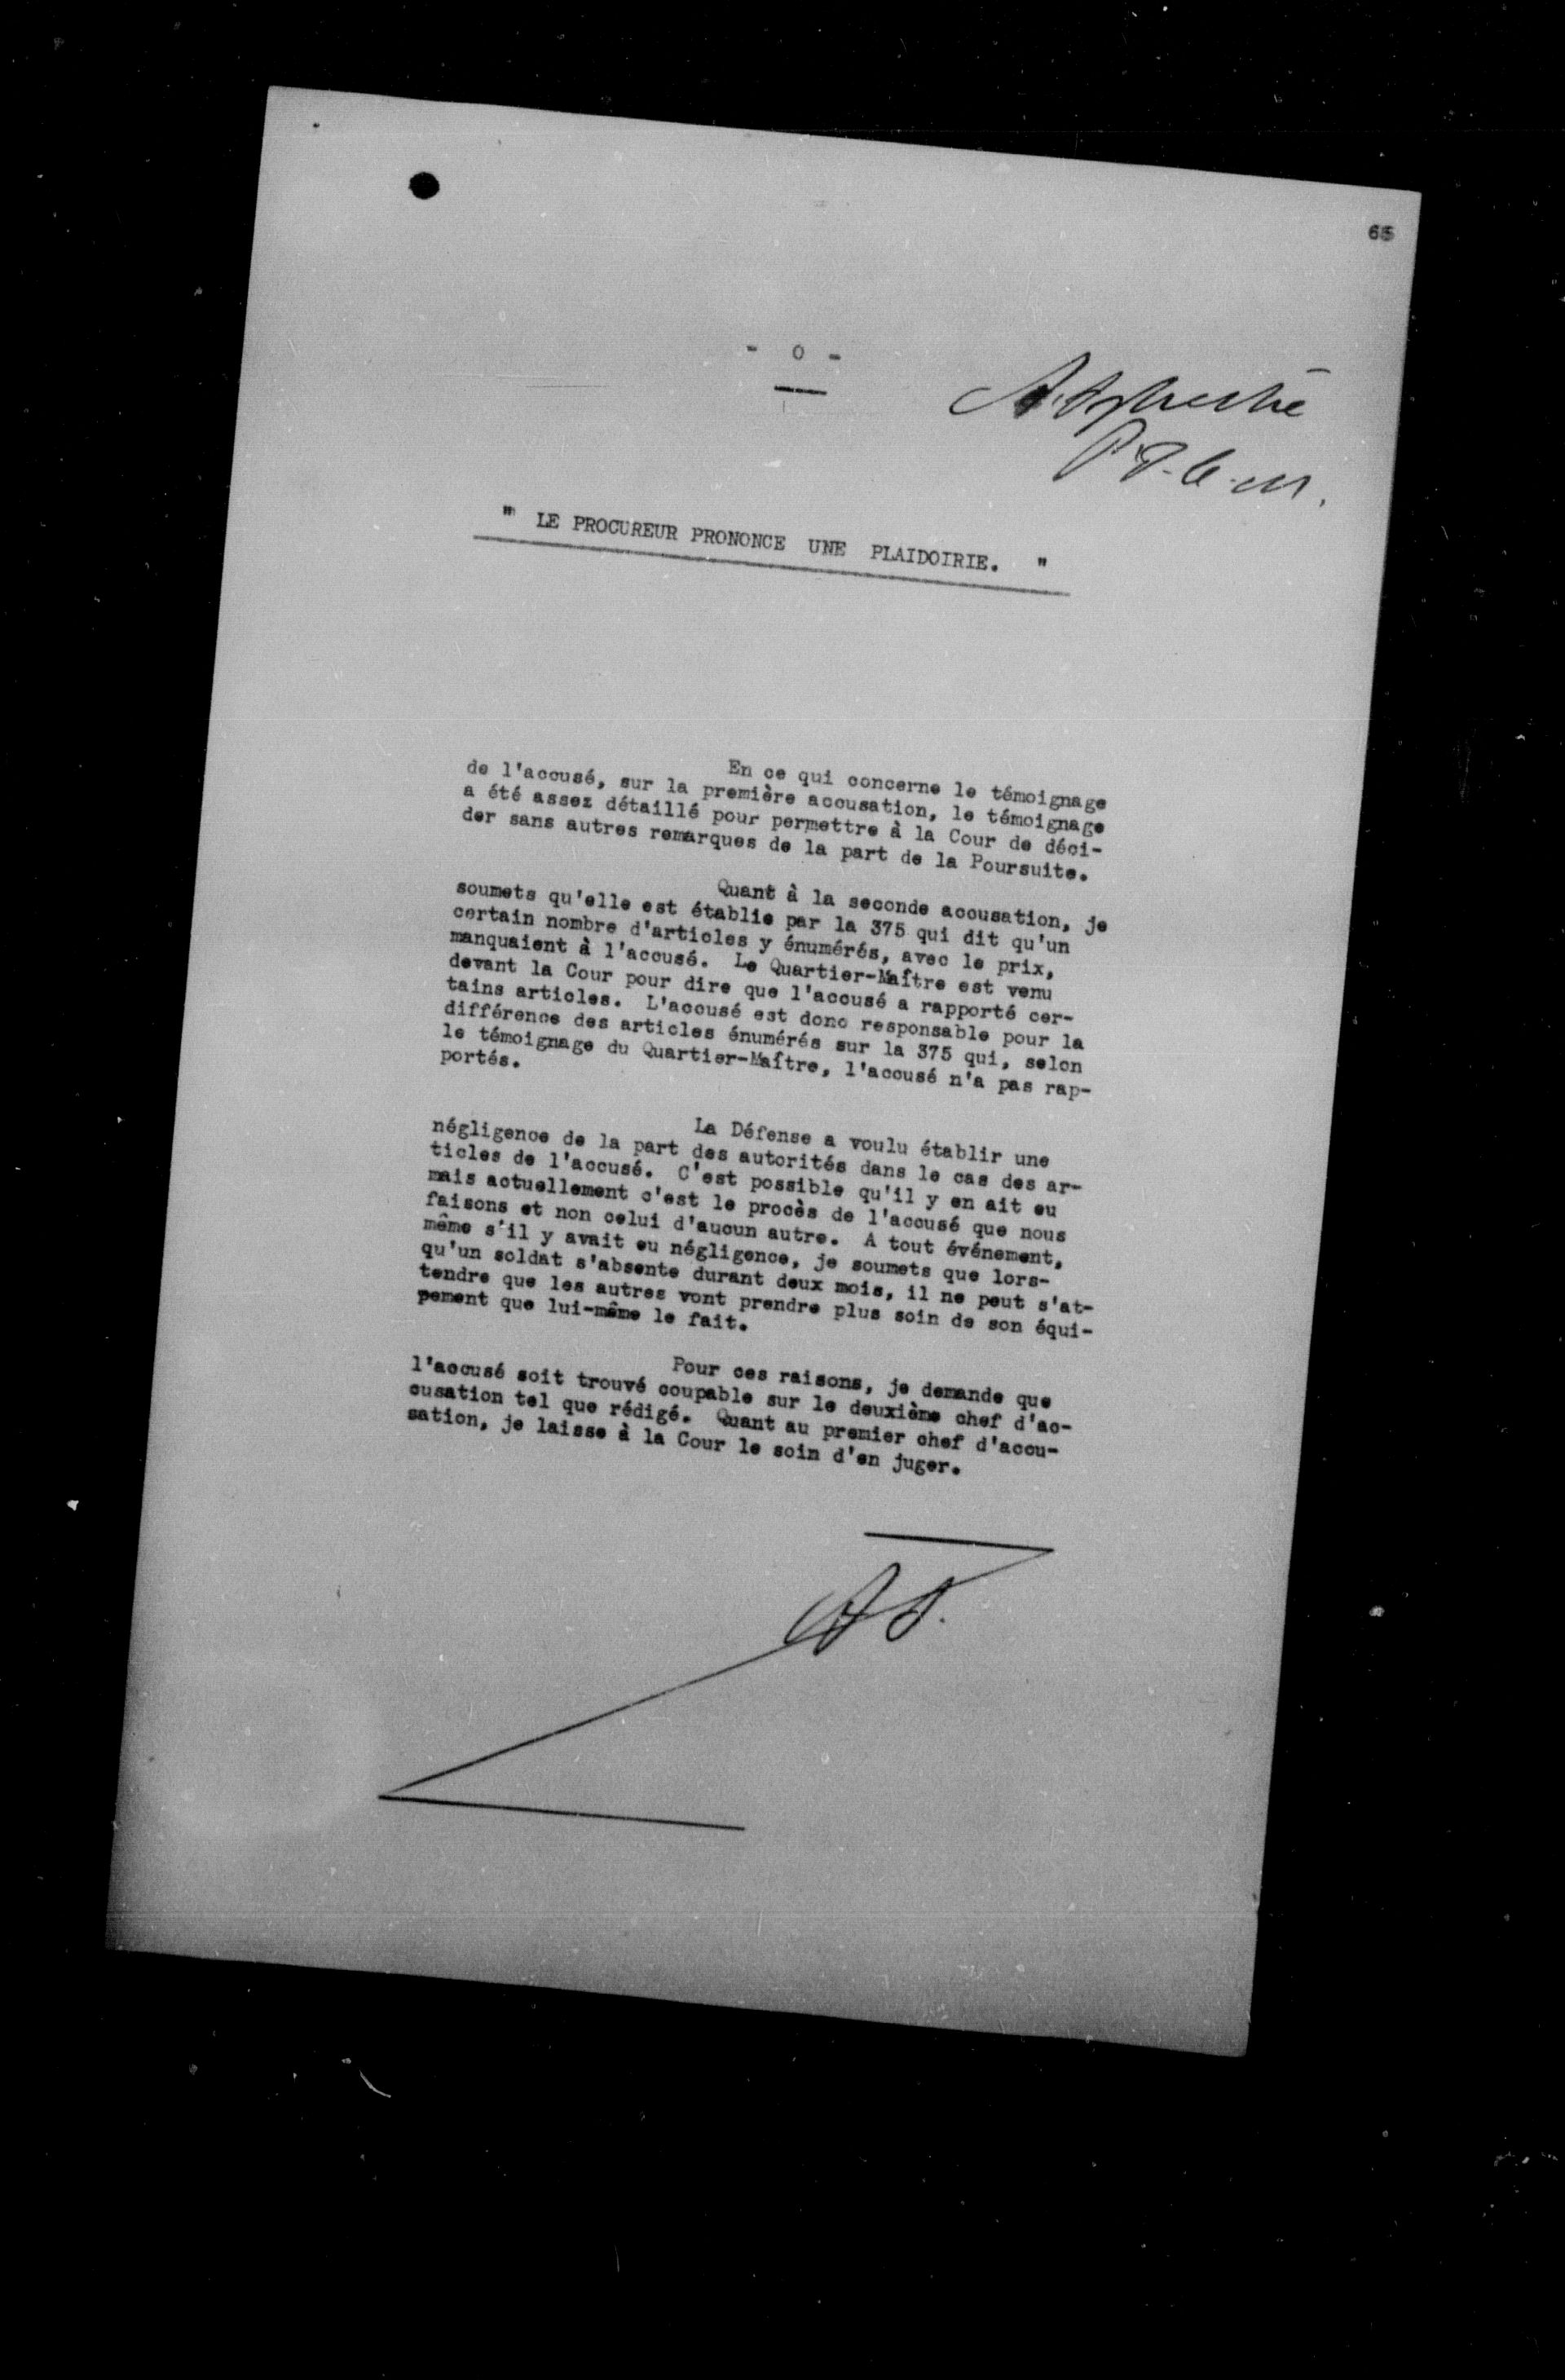 65
- o -
P.P.C.M.
" LE PROCUREUR PRONONCE UNE PLAIDOIRIE. "
En ce qui concerne le témoignage
de l'accusé, sur la première accusation, le témoignage
a été assez détaillé pour permettre à la Cour de déci-
der sans autres remarques de la part de la Poursuite.
Quant à la seconde accusation, je
soumets qu'elle est établie par la 375 qui dit qu'un
certain nombre d'articles y énumérés, avec le prix,
manquaient à l'accusé. Le Quartier-Maître est venu
devant la Cour pour dire que l'accusé a rapporté cer-
tains articles. L'accusé est donc responsable pour la
différence des articles énumérés sur la 375 qui, selon
le témoignage du Quartier-Maître, l'accusé n'a pas rap-
portés.
La Défense a voulu établir une
négligence de la part des autorités dans le cas des ar-
ticles de l'accusé. C'est possible qu'il y en ait eu
mais actuellement c'est le procès de l'accusé que nous
faisons et non celui d'aucun autre. A tout événement,
même s'il y avait eu négligence, je soumets que lors-
qu'un soldat s'absente durant deux mois, il ne peut s'at-
tendre que les autres vont prendre plus soin de son équi-
pement que lui-même le fait.
Pour ces raisons, je demande que
l'accusé soit trouvé coupable sur le deuxième chef d'ac-
cusation tel que rédigé. Quant au premier chef d'accu-
sation, je laisse à la Cour le soin d'en juger.